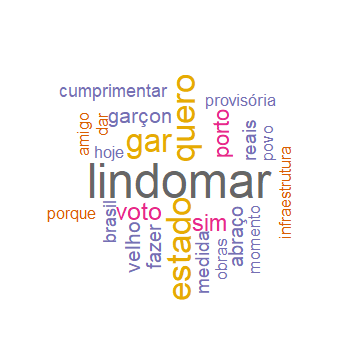 cumprimentar
quero
provisória
garçon
dar
amigo
porto
reais
povo
gar
hoje
infraestrutura
lindomar
porque
brasil
voto
velho
fazer
estado
sim
medida
obras
abraço
momento